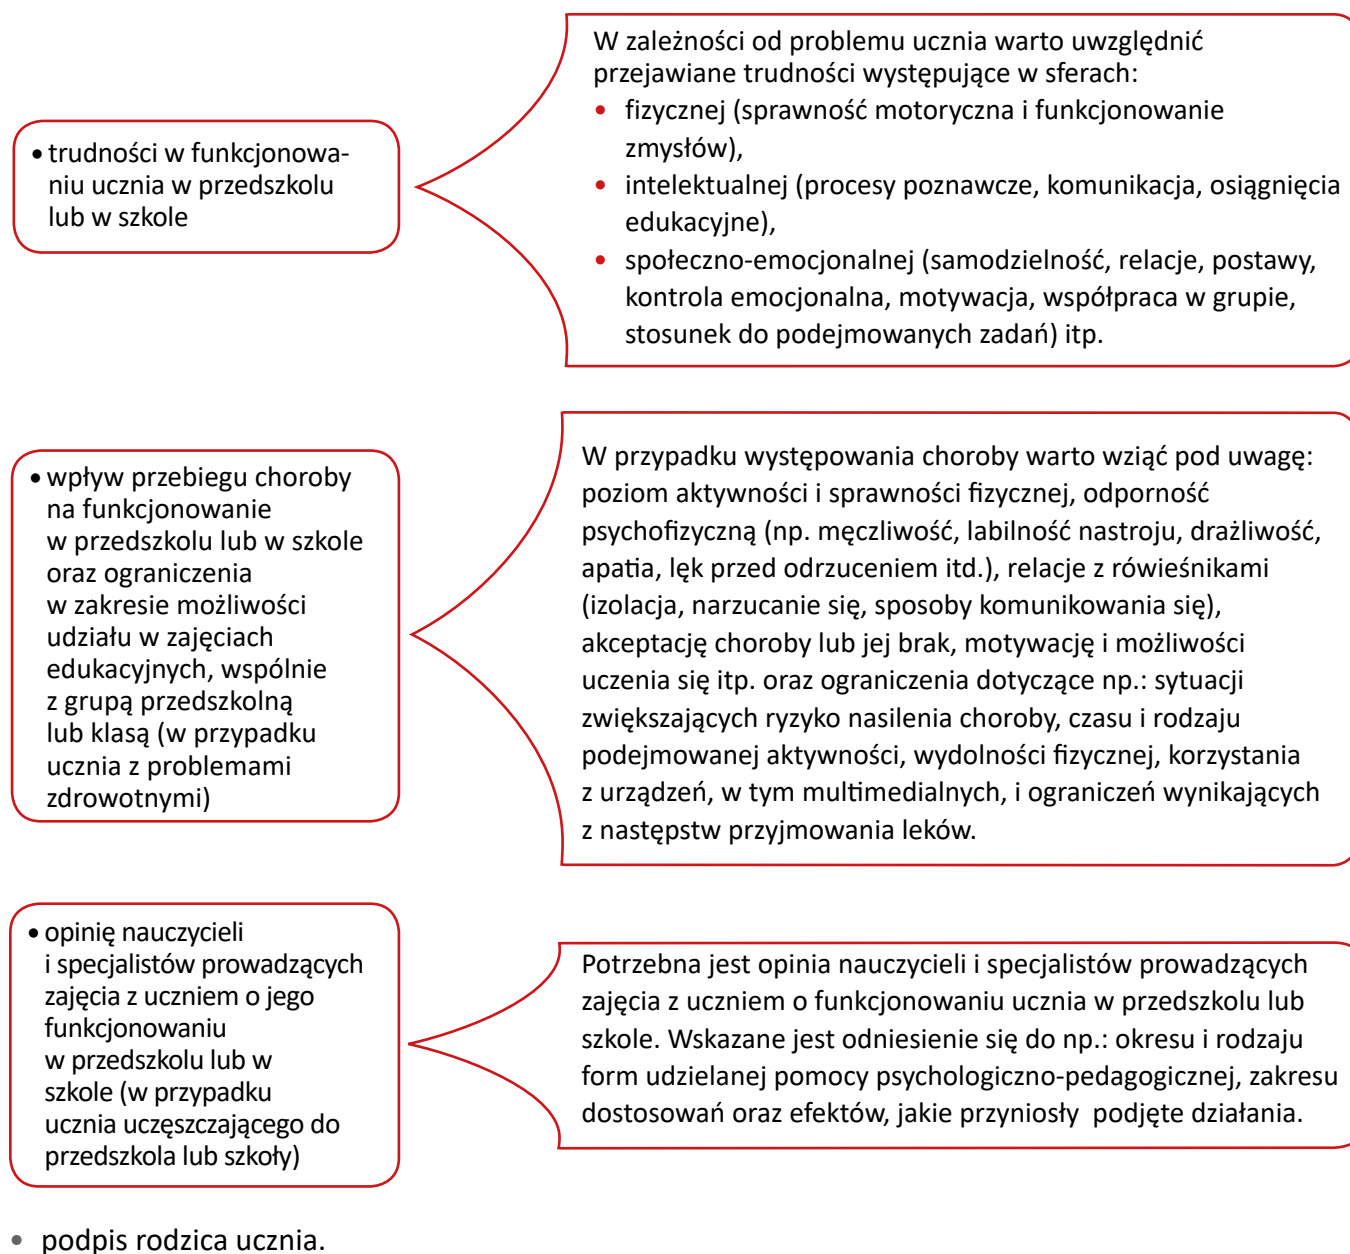 • trudności w funkcjonowa-
niu ucznia w przedszkolu
lub w szkole
W zależności od problemu ucznia warto uwzględnić
przejawiane trudności występujące w sferach:
• fizycznej (sprawność motoryczna i funkcjonowanie
zmysłów),
• intelektualnej (procesy poznawcze, komunikacja, osiągnięcia
edukacyjne),
• społeczno-emocjonalnej (samodzielność, relacje, postawy,
kontrola emocjonalna, motywacja, współpraca w grupie,
stosunek do podejmowanych zadań) itp.
• wpływ przebiegu choroby
na funkcjonowanie
w przedszkolu lub w szkole
oraz ograniczenia
w zakresie możliwości
udziału w zajęciach
edukacyjnych, wspólnie
z grupą przedszkolną
lub klasą (w przypadku
ucznia z problemami
zdrowotnymi)
W przypadku występowania choroby warto wziąć pod uwagę:
poziom aktywności i sprawności fizycznej, odporność
psychofizyczną (np. męczliwość, labilność nastroju, drażliwość,
apatia, lęk przed odrzuceniem itd.), relacje z rówieśnikami
(izolacja, narzucanie się, sposoby komunikowania się),
akceptację choroby lub jej brak, motywację i możliwości
uczenia się itp. oraz ograniczenia dotyczące np.: sytuacji
zwiększających ryzyko nasilenia choroby, czasu i rodzaju
podejmowanej aktywności, wydolności fizycznej, korzystania
z urządzeń, w tym multimedialnych, i ograniczeń wynikających
z następstw przyjmowania leków.
• opinię nauczycieli
i specjalistów prowadzących
zajęcia z uczniem o jego
funkcjonowaniu
w przedszkolu lub w
szkole (w przypadku
ucznia uczęszczającego do
przedszkola lub szkoły)
Potrzebna jest opinia nauczycieli i specjalistów prowadzących
zajęcia z uczniem o funkcjonowaniu ucznia w przedszkolu lub
szkole. Wskazane jest odniesienie się do np.: okresu i rodzaju
form udzielanej pomocy psychologiczno-pedagogicznej, zakresu
dostosowań oraz efektów, jakie przyniosły  podjęte działania.
• podpis rodzica ucznia.